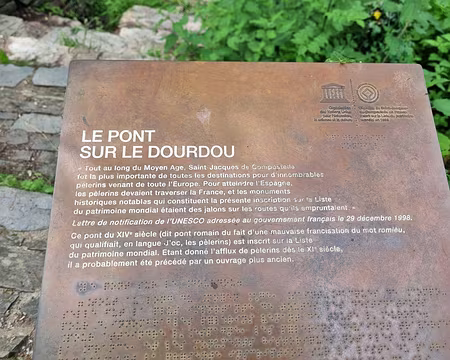 LE PONT
SUR LE DOURDOU
« Tout au long du Moyen Age, Saint-Jacques de Compostelle
fut la plus importante de toutes les destinations pour d'innombrables
pèlerins venant de toute l'Europe. Pour atteindre l'Espagne,
les pèlerins devaient traverser la France, et les monuments
historiques notables qui constituent la présente inscription sur la Liste
du patrimoine mondial étaient des jalons sur les routes qu'ils empruntaient »
Lettre de notification de l'UNESCO adressée au gouvernement français le 29 décembre 1998.
Ce pont du XIVe siècle (dit pont romain du fait d'une mauvaise francisation du mot romiéu,
qui qualifiait, en langue d'oc, les pèlerins) est inscrit sur la Liste
du patrimoine mondial. Etant donné l'afflux de pèlerins dès le XIe siècle,
il a probablement été précédé par un ouvrage plus ancien.